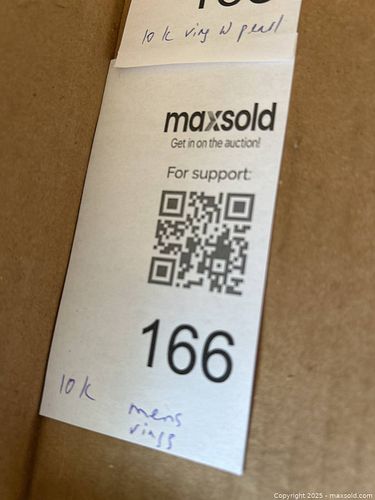 10 k ring w pearl
maxsold
Get in on the auction!
For support:
166
10 k
mens
rings
Copyright 2025 - maxsold.com